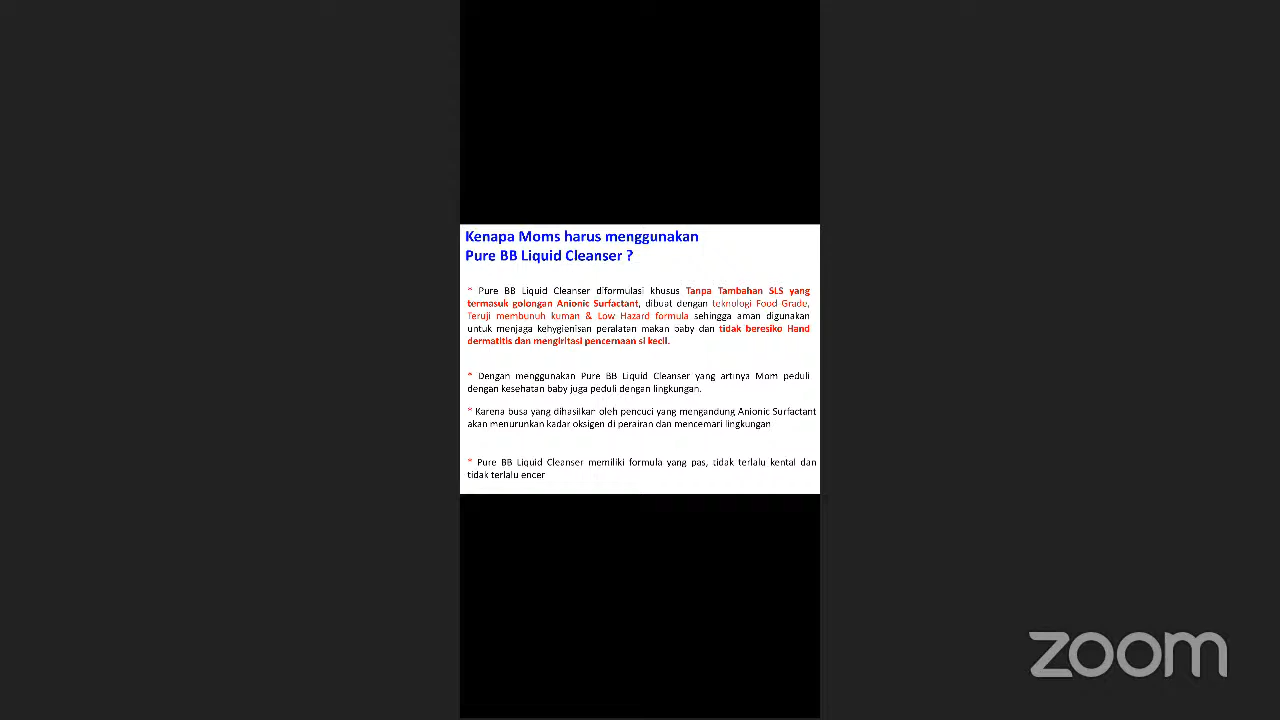 Kenapa Moms harus menggunakan
Pure BB Liquid Cleanser ?
* Pure BB Liquid Cleanser diformulasi khusus Tanpa Tambahan SLS yang
termasuk golongan Anionic Surfactant, dibuat dengan teknologi Food Grade,
Teruji membunuh kuman & Low Hazard formula sehingga aman digunakan
untuk menjaga kehygienisan peralatan makan baby dan tidak beresiko Hand
dermatitis dan mengiritasi pencernaan si kecil.
* Dengan menggunakan Pure BB Liquid Cleanser yang artinya Mom peduli
dengan kesehatan baby juga peduli dengan lingkungan.
* Karena busa yang dihasilkan oleh pencuci yang mengandung Anionic Surfactant
akan menurunkan kadar oksigen di perairan dan mencemari lingkungan
* Pure BB Liquid Cleanser memiliki formula yang pas, tidak terlalu kental dan
tidak terlalu encer
zoom